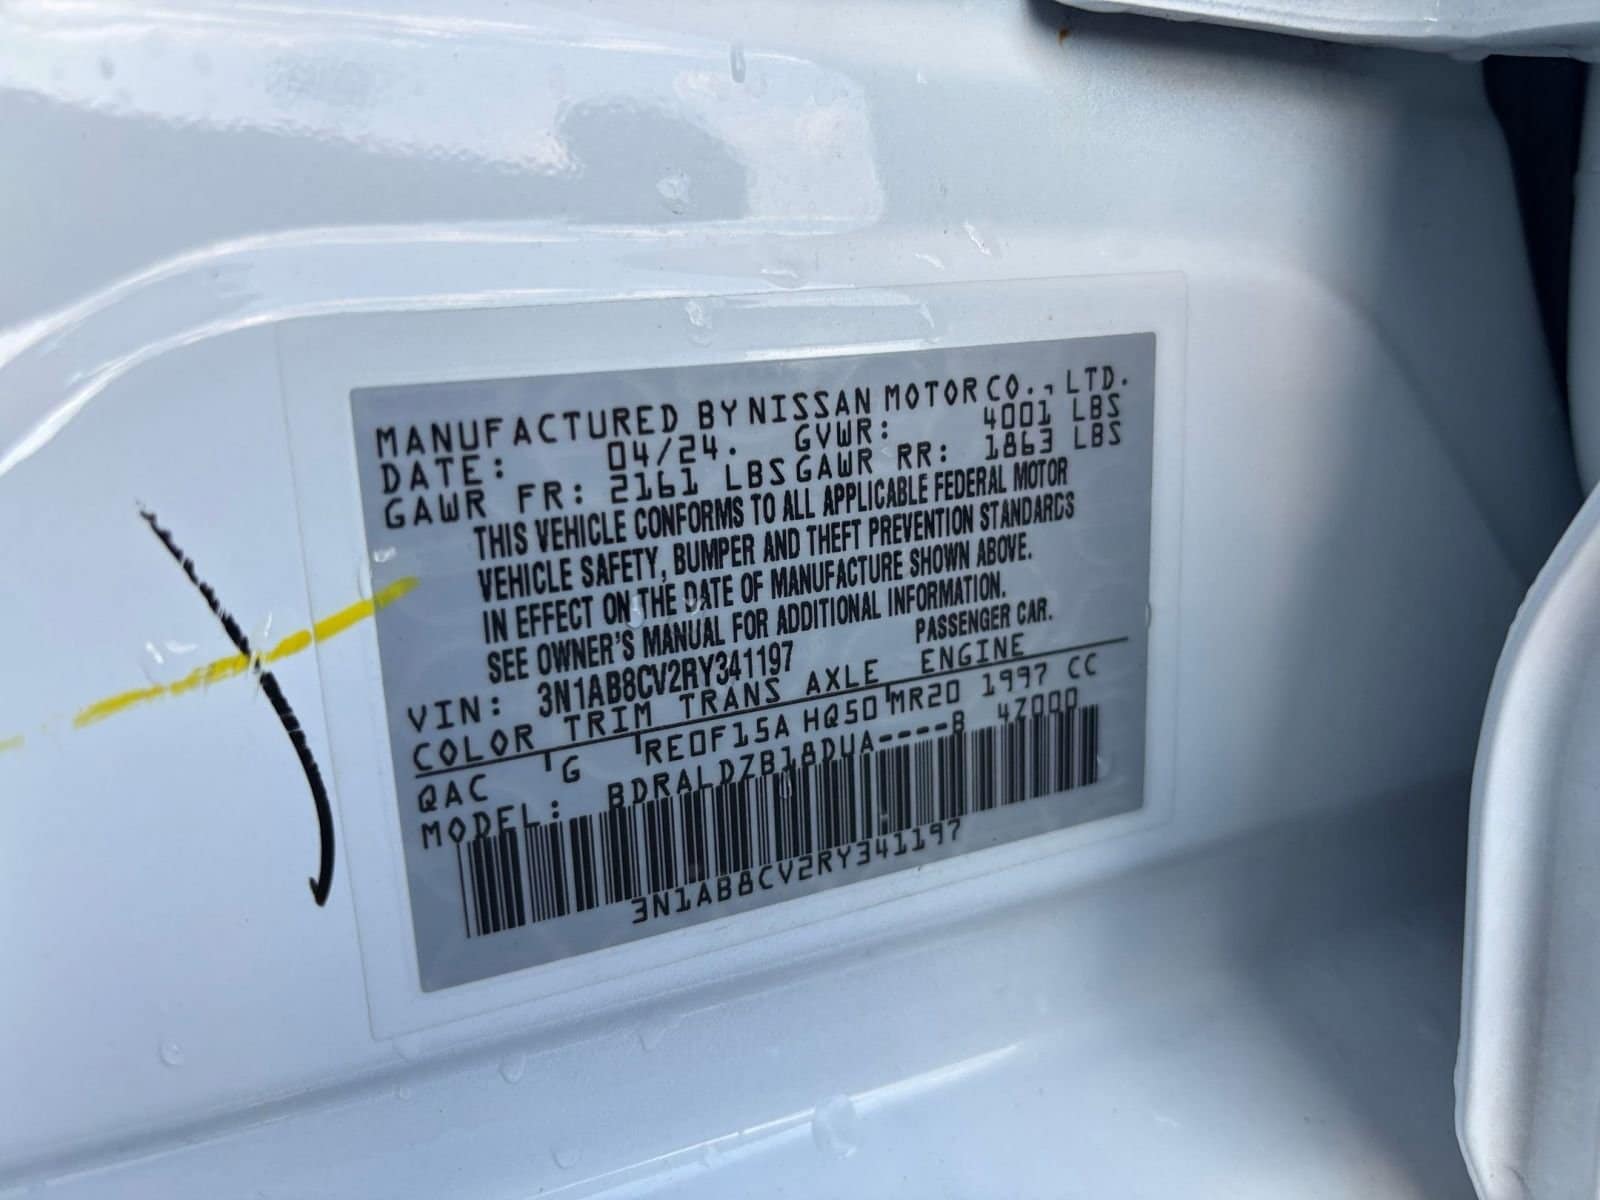 MANUFACTURED BY NISSAN MOTOR CO., LTD.
DATE: 04/24. GVWR: 4001 LBS
GAWR FR: 2161 LBS GAWR RR: 1863 LBS
THIS VEHICLE CONFORMS TO ALL APPLICABLE FEDERAL MOTOR
VEHICLE SAFETY, BUMPER AND THEFT PREVENTION STANDARDS
IN EFFECT ON THE DATE OF MANUFACTURE SHOWN ABOVE.
SEE OWNER'S MANUAL FOR ADDITIONAL INFORMATION.
VIN: 3N1AB8CV2RY341197 PASSENGER CAR.
COLOR TRIM TRANS AXLE ENGINE
QAC G RE0F15A HQ50 MR20 1997 CC
MODEL: BDRALDZB18DUA----B 4Z000
3N1AB8CV2RY341197